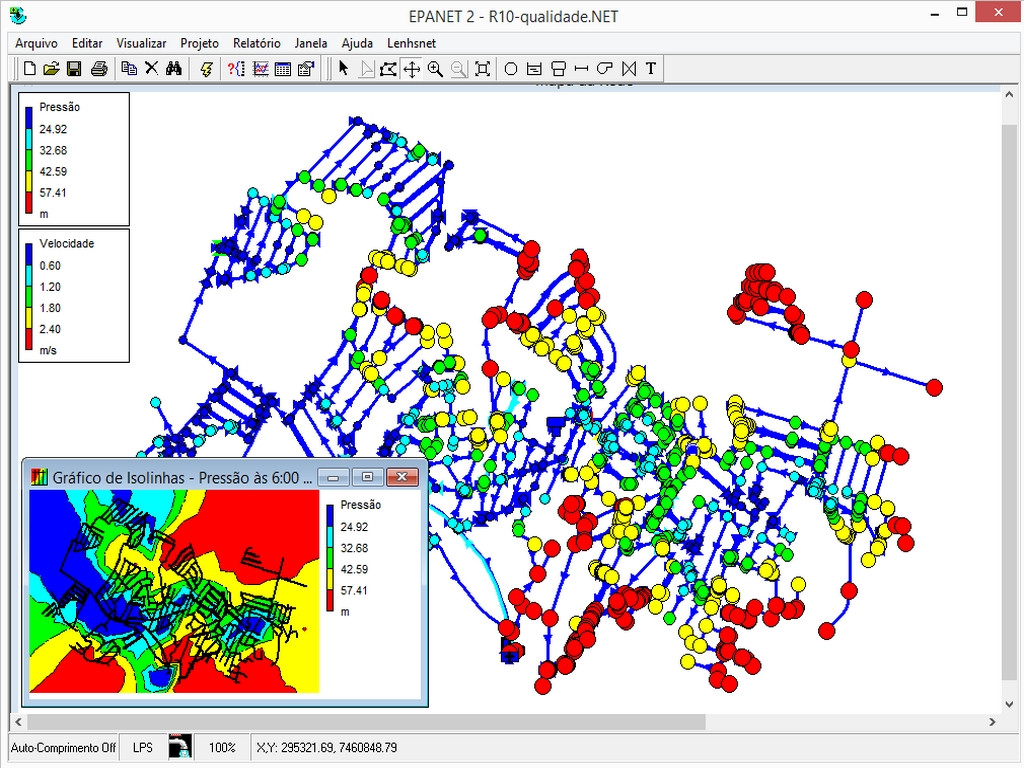 EPANET 2 - R10-qualidade.NET
Arquivo Editar Visualizar Projeto Relatório Janela Ajuda Lenhsnet
T
Pressão
24.92
32.68
42.59
57.41
m
Velocidade
0.60
1.20
1.80
2.40
m/s
Gráfico de Isolinhas - Pressão às 6:00 ...
Pressão
24.92
32.68
42.59
57.41
m
Auto-Comprimento Off LPS 100% X,Y: 295321.69, 7460848.79